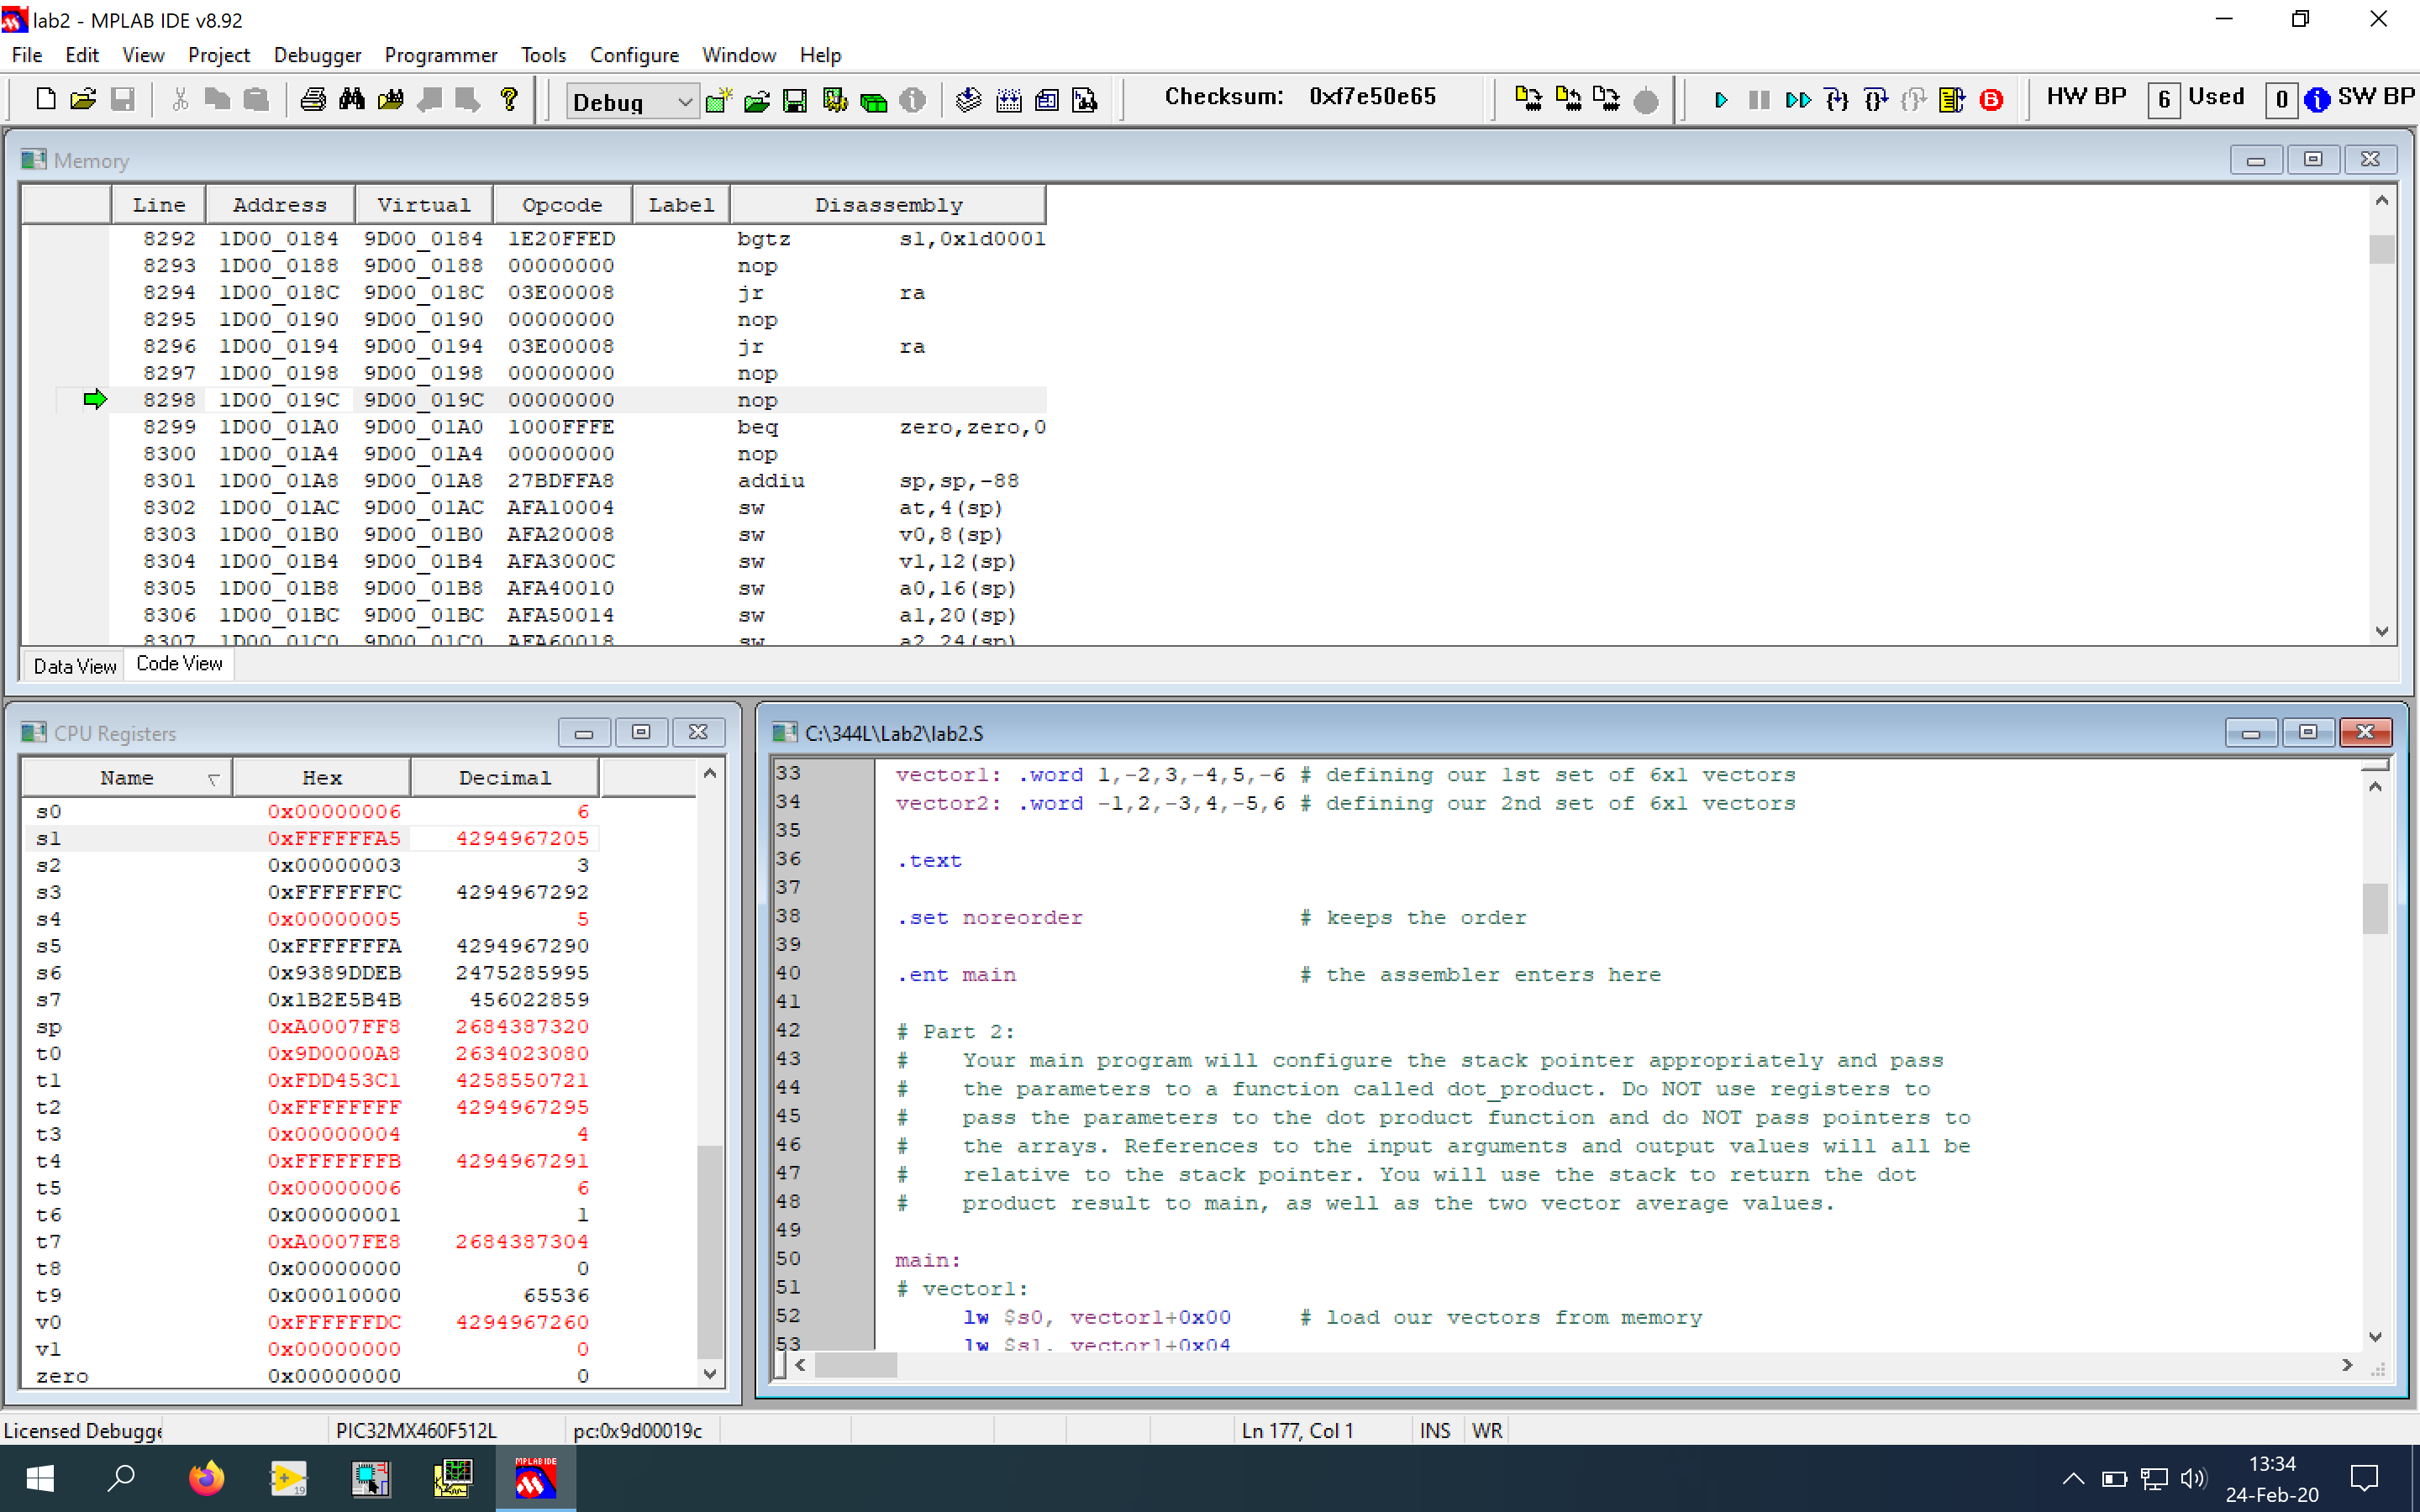 lab2 - MPLAB IDE v8.92
File Edit View Project Debugger Programmer Tools Configure Window Help
Debug Checksum: 0xf7e50e65 HW BP 6 Used 0 SW BP
Memory
Line Address Virtual Opcode Label Disassembly
8292 1D00_0184 9D00_0184 1E20FFED bgtz s1,0x1d0001
8293 1D00_0188 9D00_0188 00000000 nop
8294 1D00_018C 9D00_018C 03E00008 jr ra
8295 1D00_0190 9D00_0190 00000000 nop
8296 1D00_0194 9D00_0194 03E00008 jr ra
8297 1D00_0198 9D00_0198 00000000 nop
8298 1D00_019C 9D00_019C 00000000 nop
8299 1D00_01A0 9D00_01A0 1000FFFE beq zero,zero,0
8300 1D00_01A4 9D00_01A4 00000000 nop
8301 1D00_01A8 9D00_01A8 27BDFFA8 addiu sp,sp,-88
8302 1D00_01AC 9D00_01AC AFA10004 sw at,4(sp)
8303 1D00_01B0 9D00_01B0 AFA20008 sw v0,8(sp)
8304 1D00_01B4 9D00_01B4 AFA3000C sw v1,12(sp)
8305 1D00_01B8 9D00_01B8 AFA40010 sw a0,16(sp)
8306 1D00_01BC 9D00_01BC AFA50014 sw a1,20(sp)
8307 1D00_01C0 9D00_01C0 AFA60018 sw a2,24(sp)
Data View Code View
CPU Registers
Name Hex Decimal
s0 0x00000006 6
s1 0xFFFFFFA5 4294967205
s2 0x00000003 3
s3 0xFFFFFFFC 4294967292
s4 0x00000005 5
s5 0xFFFFFFFA 4294967290
s6 0x9389DDEB 2475285995
s7 0x1B2E5B4B 456022859
sp 0xA0007FF8 2684387320
t0 0x9D0000A8 2634023080
t1 0xFDD453C1 4258550721
t2 0xFFFFFFFF 4294967295
t3 0x00000004 4
t4 0xFFFFFFFB 4294967291
t5 0x00000006 6
t6 0x00000001 1
t7 0xA0007FE8 2684387304
t8 0x00000000 0
t9 0x00010000 65536
v0 0xFFFFFFDC 4294967260
v1 0x00000000 0
zero 0x00000000 0
C:\344L\Lab2\lab2.S
33 vector1: .word 1,-2,3,-4,5,-6 # defining our 1st set of 6x1 vectors
34 vector2: .word -1,2,-3,4,-5,6 # defining our 2nd set of 6x1 vectors
35
36 .text
37
38 .set noreorder # keeps the order
39
40 .ent main # the assembler enters here
41
42 # Part 2:
43 # Your main program will configure the stack pointer appropriately and pass
44 # the parameters to a function called dot_product. Do NOT use registers to
45 # pass the parameters to the dot product function and do NOT pass pointers to
46 # the arrays. References to the input arguments and output values will all be
47 # relative to the stack pointer. You will use the stack to return the dot
48 # product result to main, as well as the two vector average values.
49
50 main:
51 # vector1:
52 lw $s0, vector1+0x00 # load our vectors from memory
53 lw $s1, vector1+0x04
Licensed Debugge PIC32MX460F512L pc:0x9d00019c Ln 177, Col 1 INS WR
MPLAB IDE
19
13:34
24-Feb-20